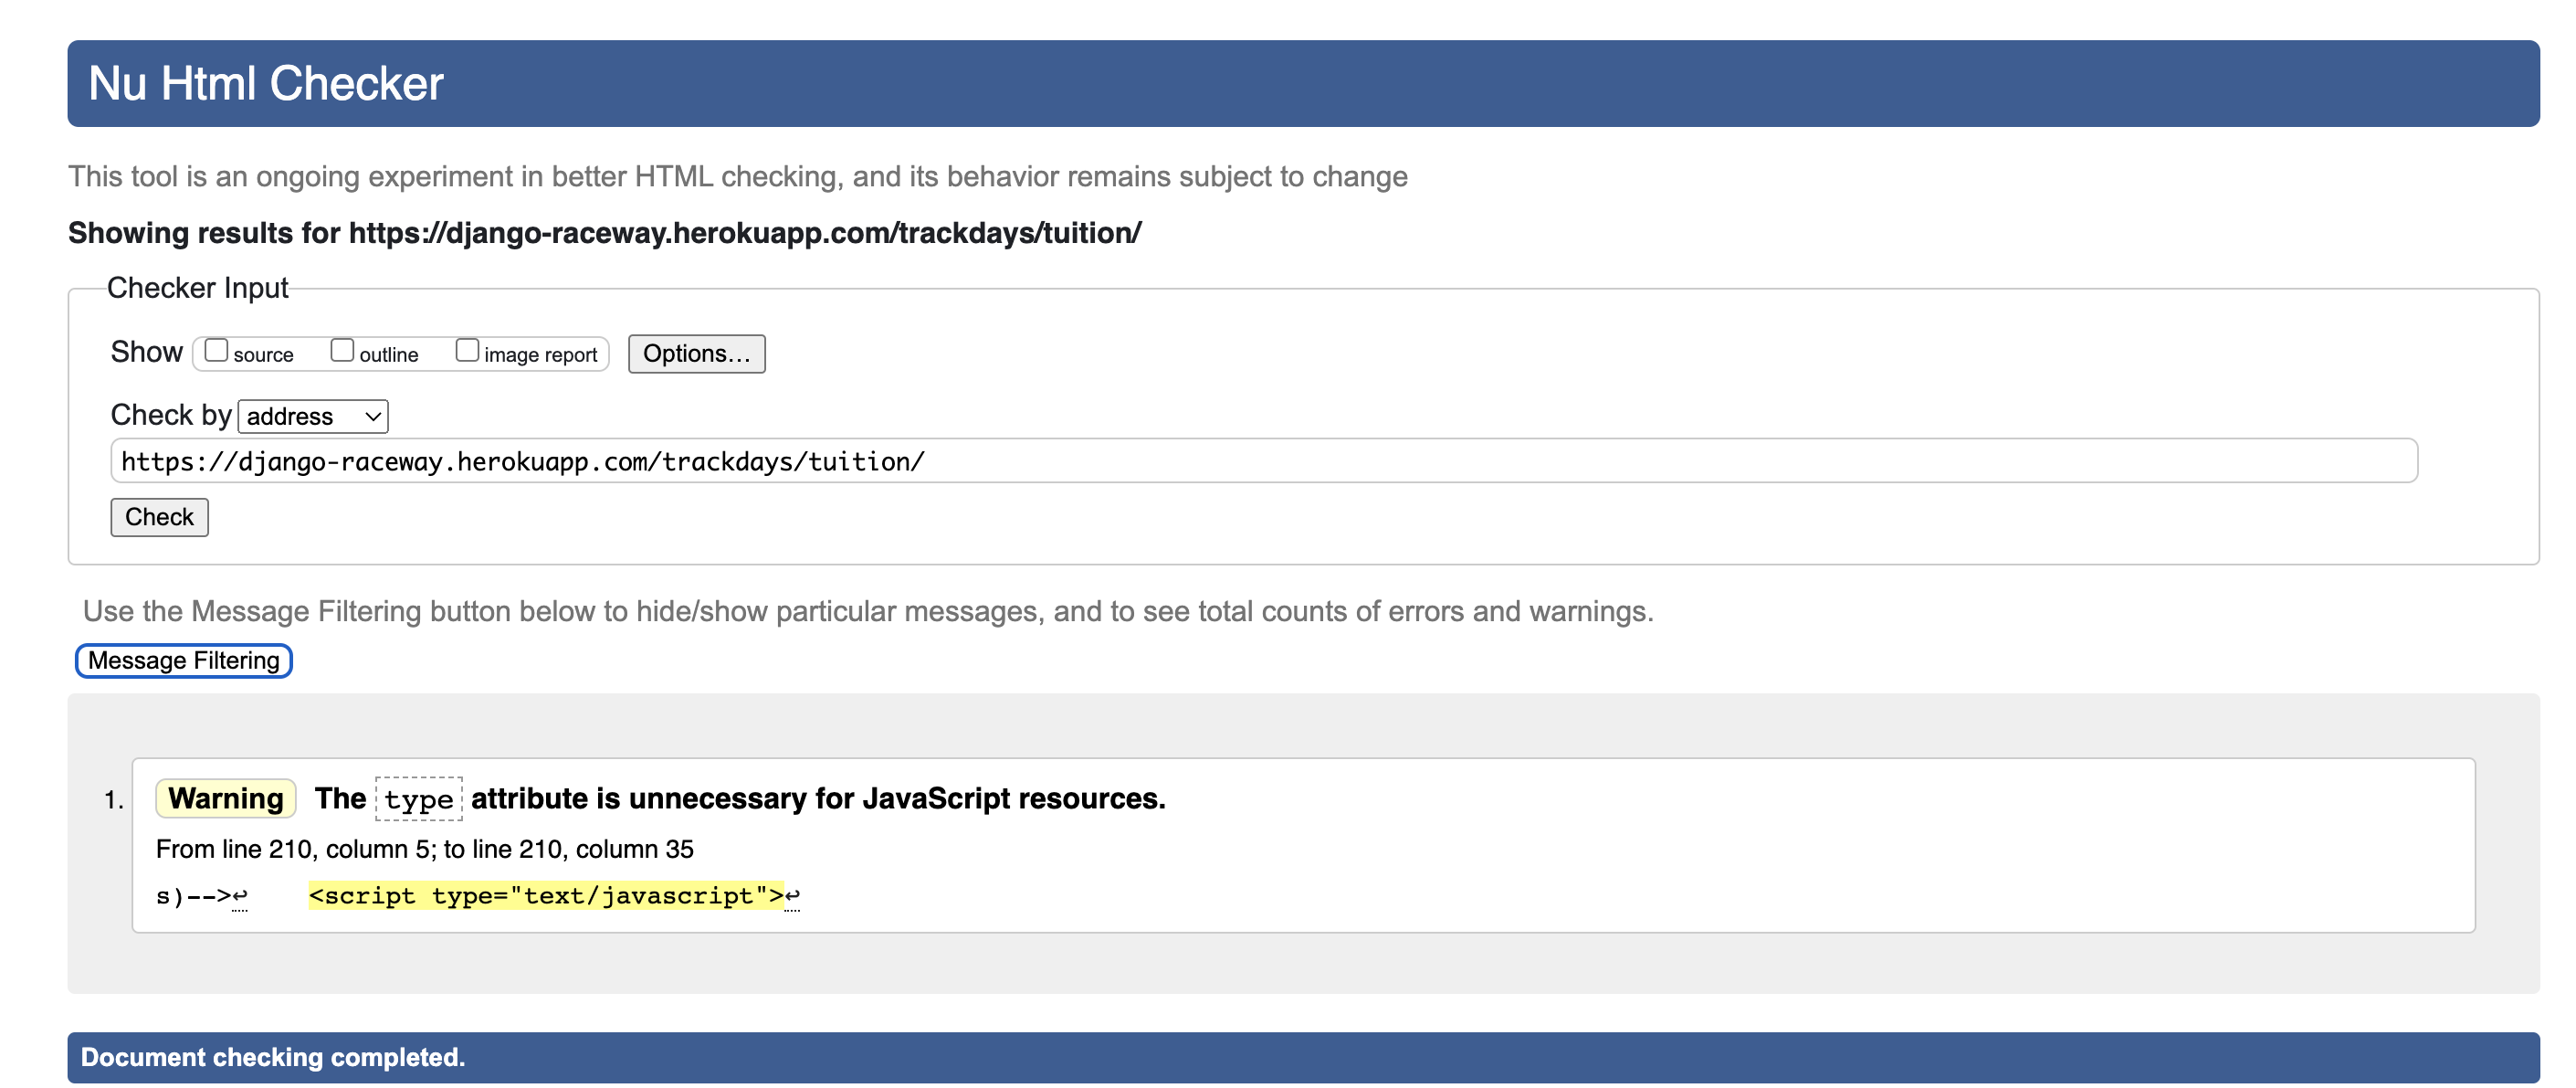 Nu Html Checker
This tool is an ongoing experiment in better HTML checking, and its behavior remains subject to change
Showing results for https://django-raceway.herokuapp.com/trackdays/tuition/
Checker Input
Show source outline image report Options...
Check by address
https://django-raceway.herokuapp.com/trackdays/tuition/
Check
Use the Message Filtering button below to hide/show particular messages, and to see total counts of errors and warnings.
Message Filtering
1. Warning The type attribute is unnecessary for JavaScript resources.
From line 210, column 5; to line 210, column 35
s)-->↩ <script type="text/javascript">↩
Document checking completed.